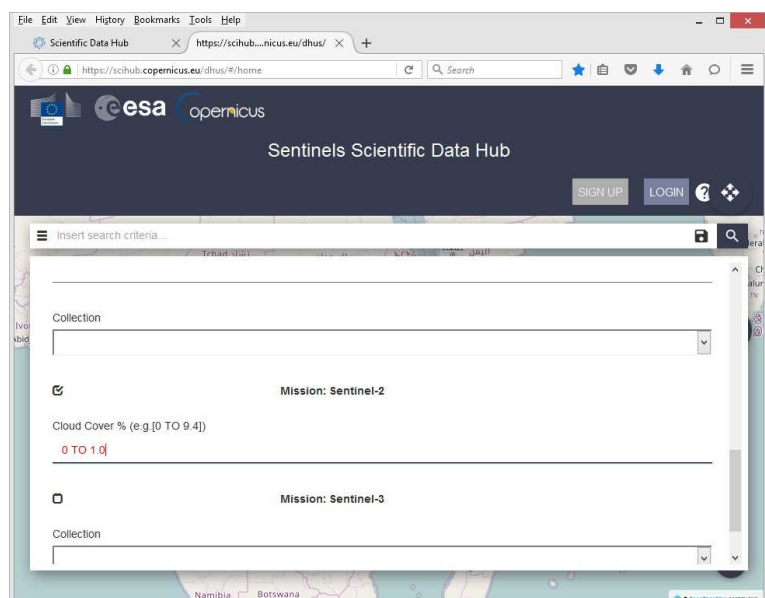 File Edit View History Bookmarks Tools Help
Scientific Data Hub
https://scihub....nicus.eu/dhus/
https://scihub.copernicus.eu/dhus/#/home
Search
esa opernicus
Sentinels Scientific Data Hub
SIGN UP LOGIN
Insert search criteria...
Tchad
Collection
Mission: Sentinel-2
Cloud Cover % (e.g.[0 TO 9.4])
0 TO 1.0
Mission: Sentinel-3
Collection
Namibia Botswana